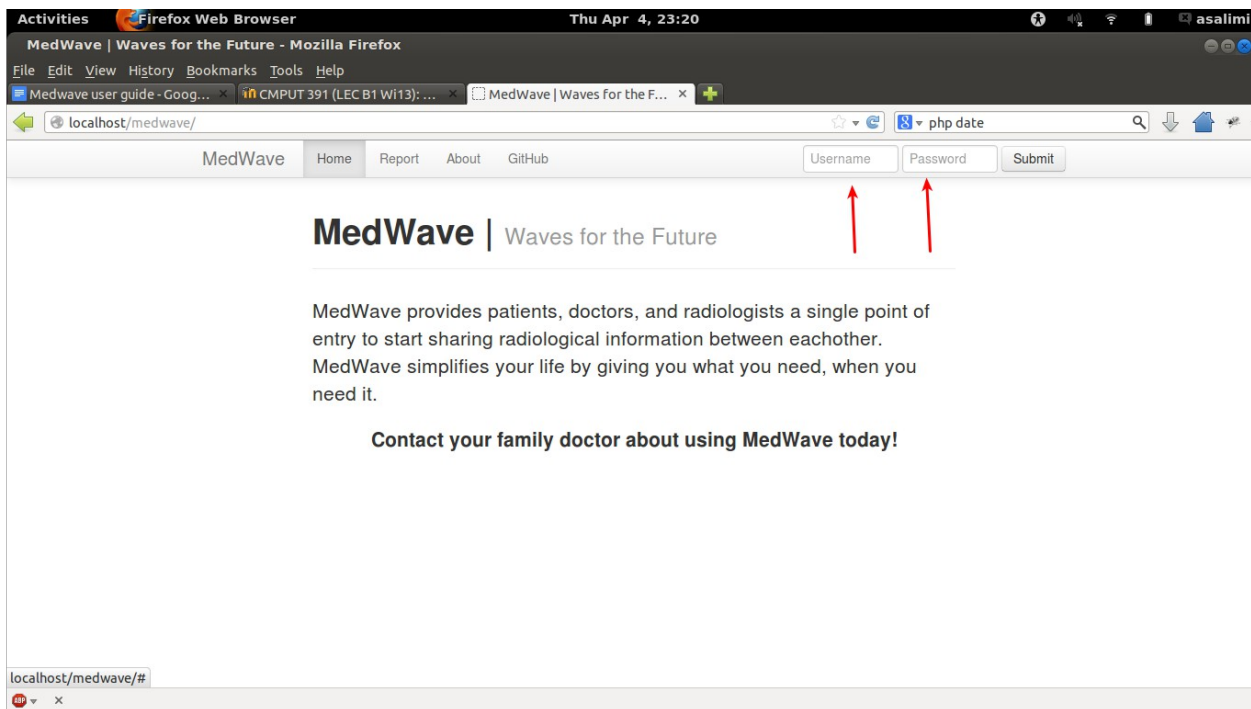 Activities Firefox Web Browser Thu Apr 4, 23:20 asalimi
MedWave | Waves for the Future - Mozilla Firefox
File Edit View History Bookmarks Tools Help
Medwave user guide - Goog... CMPUT 391 (LEC B1 Wi13): ... MedWave | Waves for the F...
localhost/medwave/ php date
MedWave Home Report About GitHub Username Password Submit
MedWave | Waves for the Future
MedWave provides patients, doctors, and radiologists a single point of
entry to start sharing radiological information between eachother.
MedWave simplifies your life by giving you what you need, when you
need it.
Contact your family doctor about using MedWave today!
localhost/medwave/#
ABP